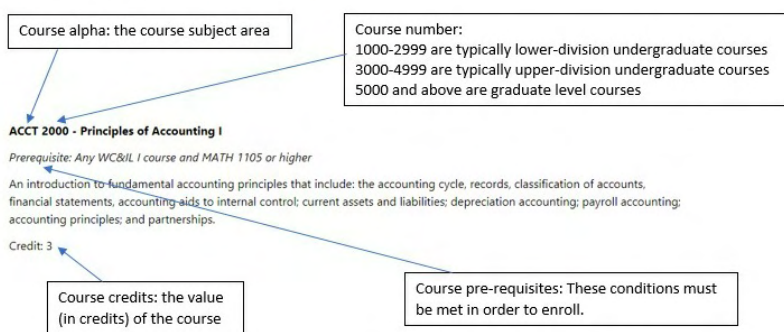 Course alpha: the course subject area
Course number:
1000-2999 are typically lower-division undergraduate courses
3000-4999 are typically upper-division undergraduate courses
5000 and above are graduate level courses
ACCT 2000 - Principles of Accounting I
Prerequisite: Any WC&IL I course and MATH 1105 or higher
An introduction to fundamental accounting principles that include: the accounting cycle, records, classification of accounts,
financial statements, accounting aids to internal control; current assets and liabilities; depreciation accounting; payroll accounting;
accounting principles; and partnerships.
Credit: 3
Course credits: the value
(in credits) of the course
Course pre-requisites: These conditions must
be met in order to enroll.